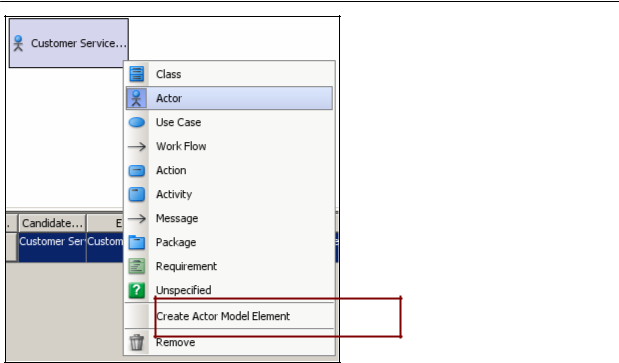 Customer Service...
Class
Actor
Use Case
Work Flow
Action
Activity
Message
Package
Requirement
Unspecified
Create Actor Model Element
Remove
. Candidate... E
Customer Ser Custom